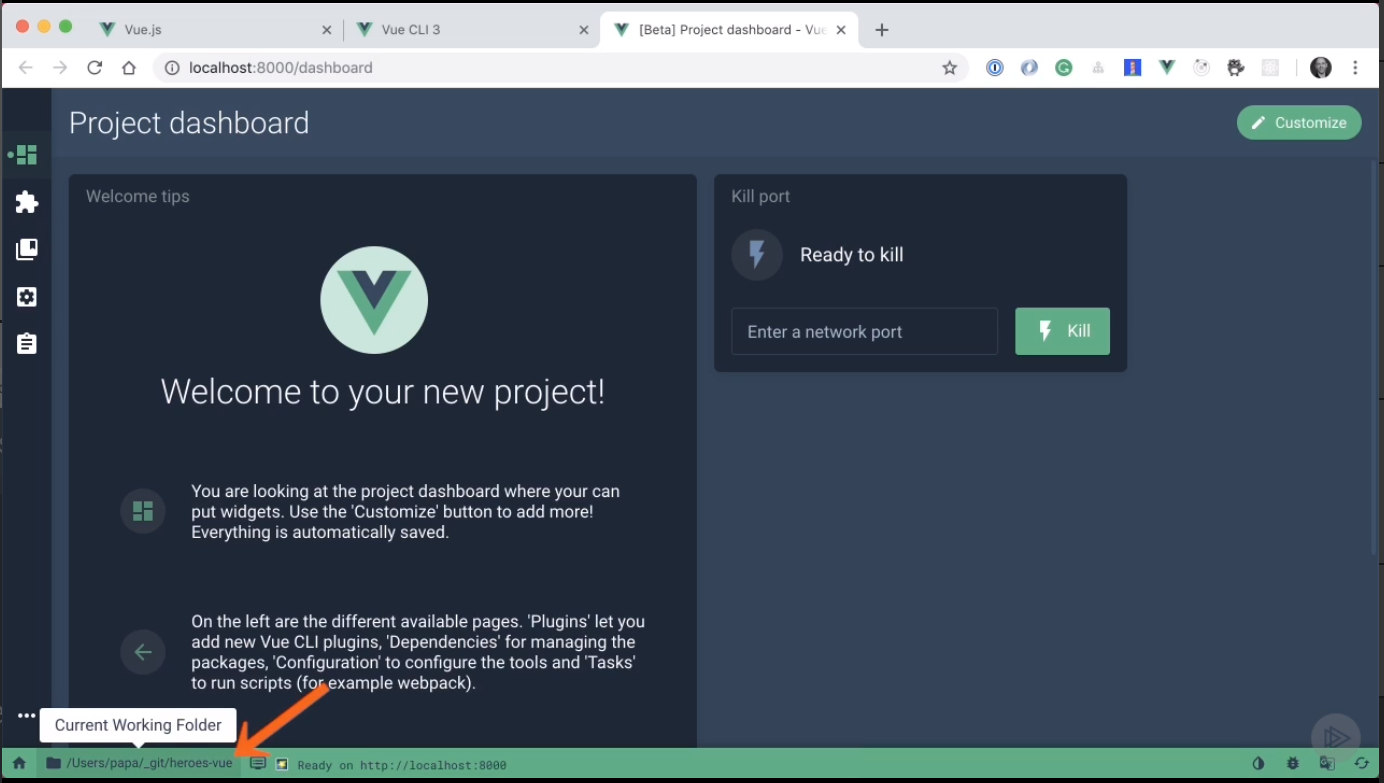 Vue.js
Vue CLI 3
[Beta] Project dashboard - Vue
localhost:8000/dashboard
Project dashboard
Customize
Welcome tips
Kill port
Ready to kill
Enter a network port
Kill
Welcome to your new project!
You are looking at the project dashboard where your can
put widgets. Use the 'Customize' button to add more!
Everything is automatically saved.
On the left are the different available pages. 'Plugins' let you
add new Vue CLI plugins, 'Dependencies' for managing the
packages, 'Configuration' to configure the tools and 'Tasks'
to run scripts (for example webpack).
Current Working Folder
/Users/papa/_git/heroes-vue
Ready on http://localhost:8000